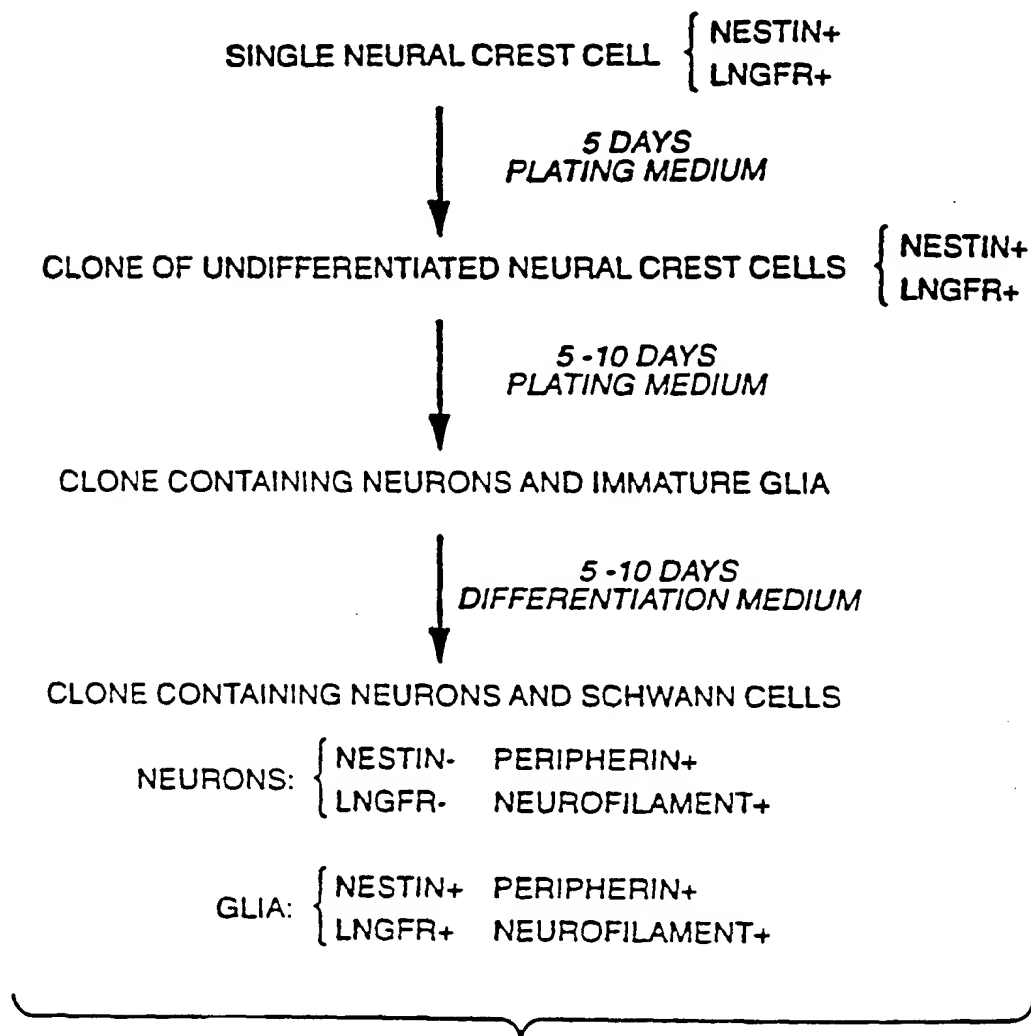 SINGLE NEURAL CREST CELL { NESTIN+
LNGFR+
5 DAYS
PLATING MEDIUM
CLONE OF UNDIFFERENTIATED NEURAL CREST CELLS { NESTIN+
LNGFR+
5-10 DAYS
PLATING MEDIUM
CLONE CONTAINING NEURONS AND IMMATURE GLIA
5-10 DAYS
DIFFERENTIATION MEDIUM
CLONE CONTAINING NEURONS AND SCHWANN CELLS
NEURONS: { NESTIN- PERIPHERIN+
LNGFR- NEUROFILAMENT+
GLIA: { NESTIN+ PERIPHERIN+
LNGFR+ NEUROFILAMENT+